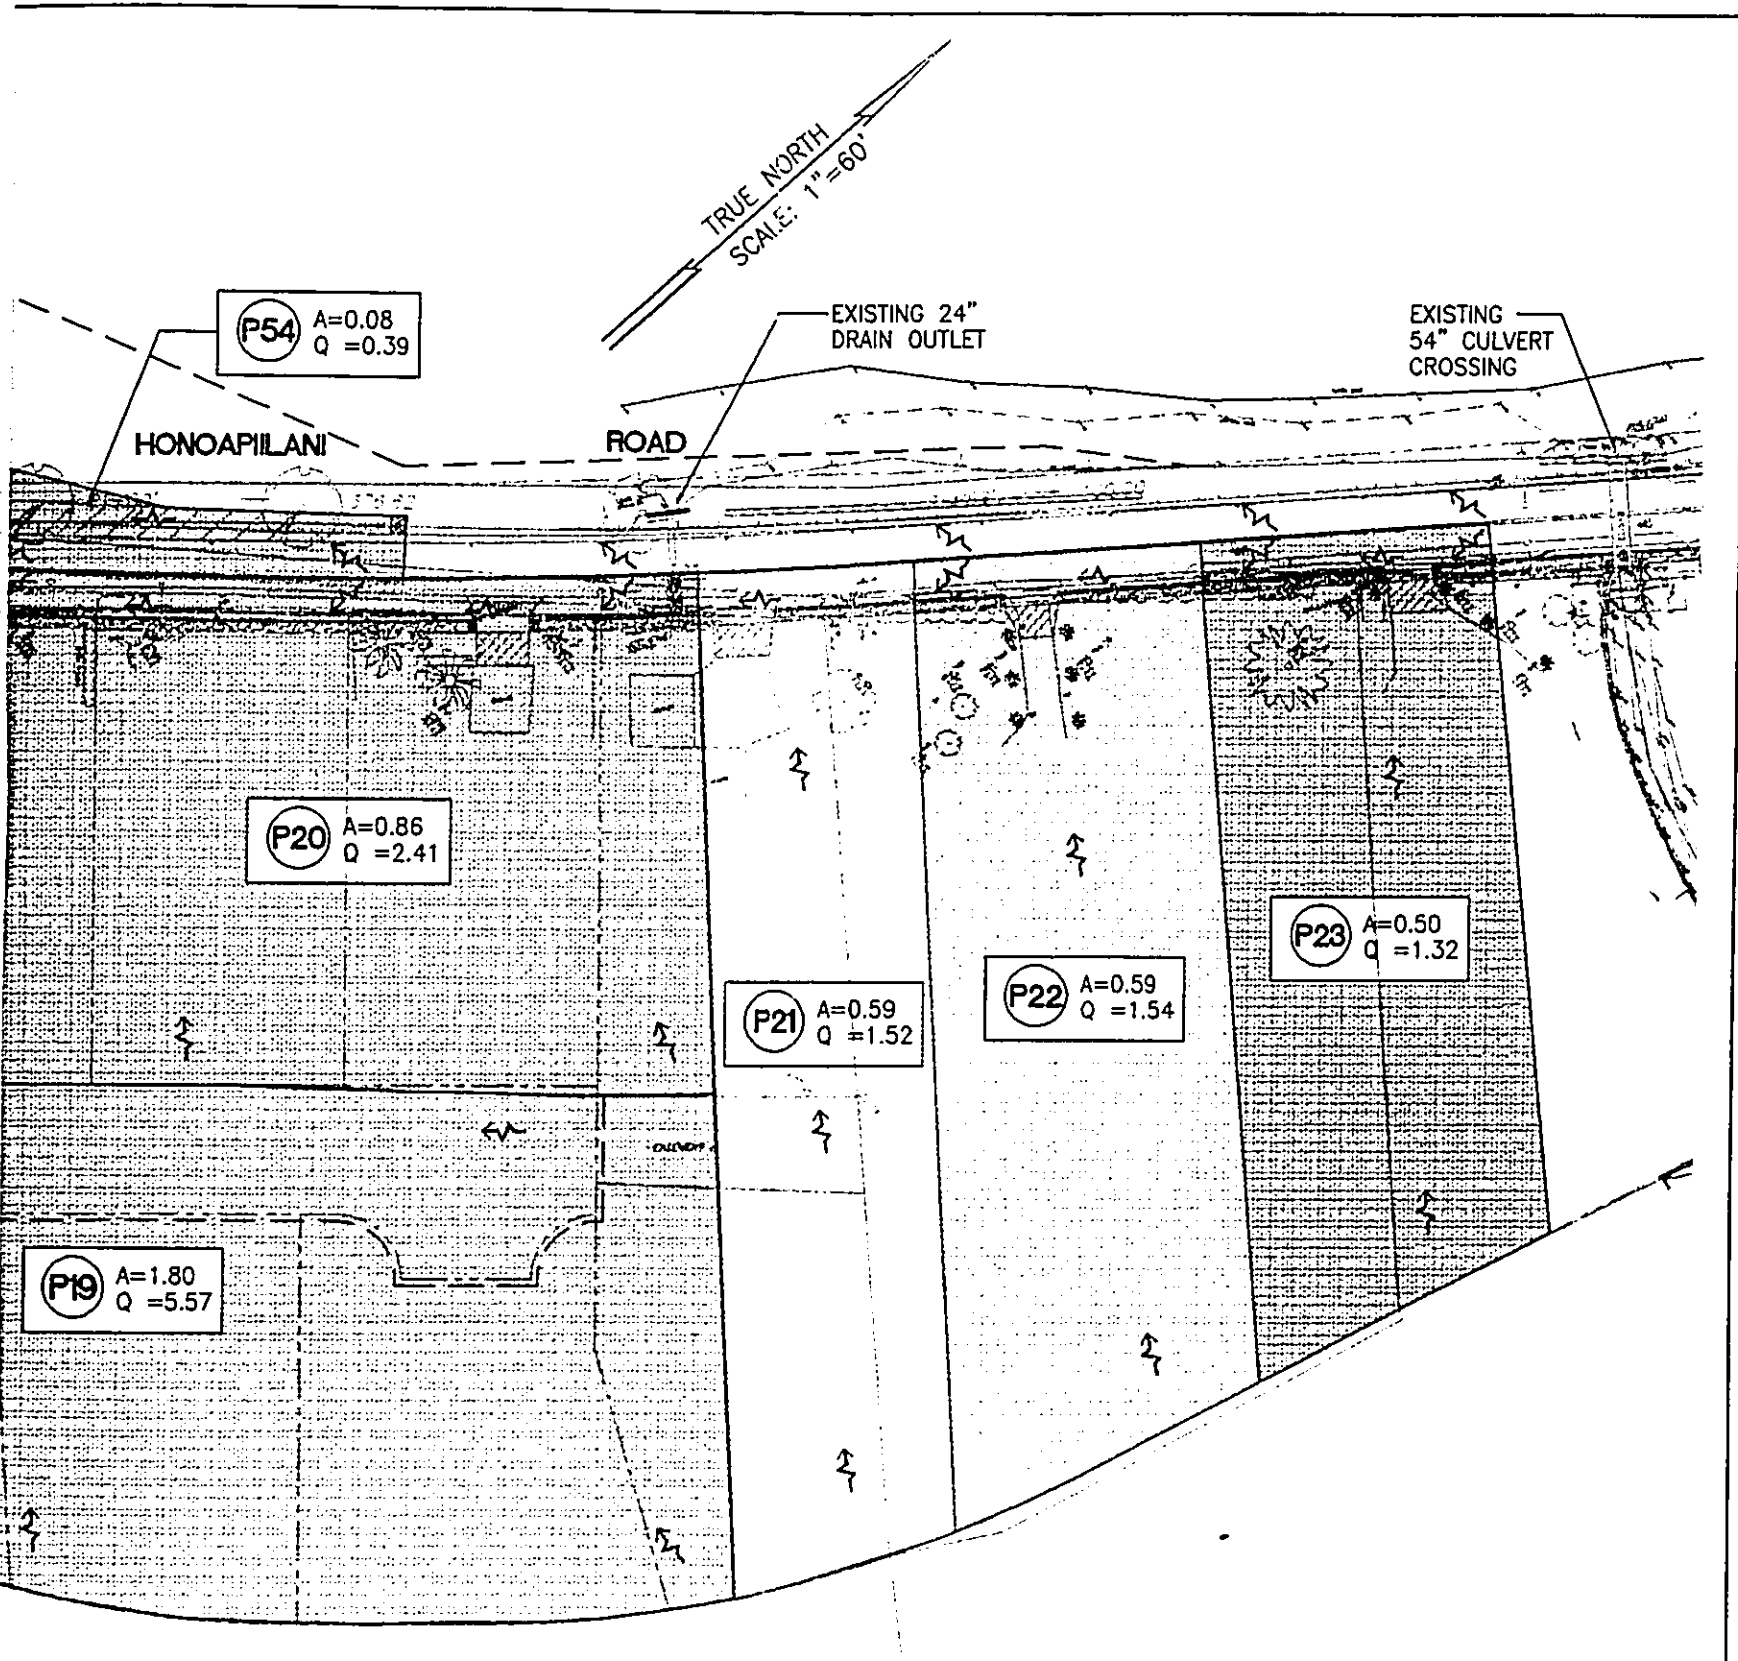 TRUE NORTH
SCALE: 1"=60'
P54 A=0.08
Q =0.39
EXISTING 24"
DRAIN OUTLET
EXISTING
54" CULVERT
CROSSING
HONOAPIILANI ROAD
P20 A=0.86
Q =2.41
P23 A=0.50
Q =1.32
P22 A=0.59
Q =1.54
P21 A=0.59
Q =1.52
P19 A=1.80
Q =5.57